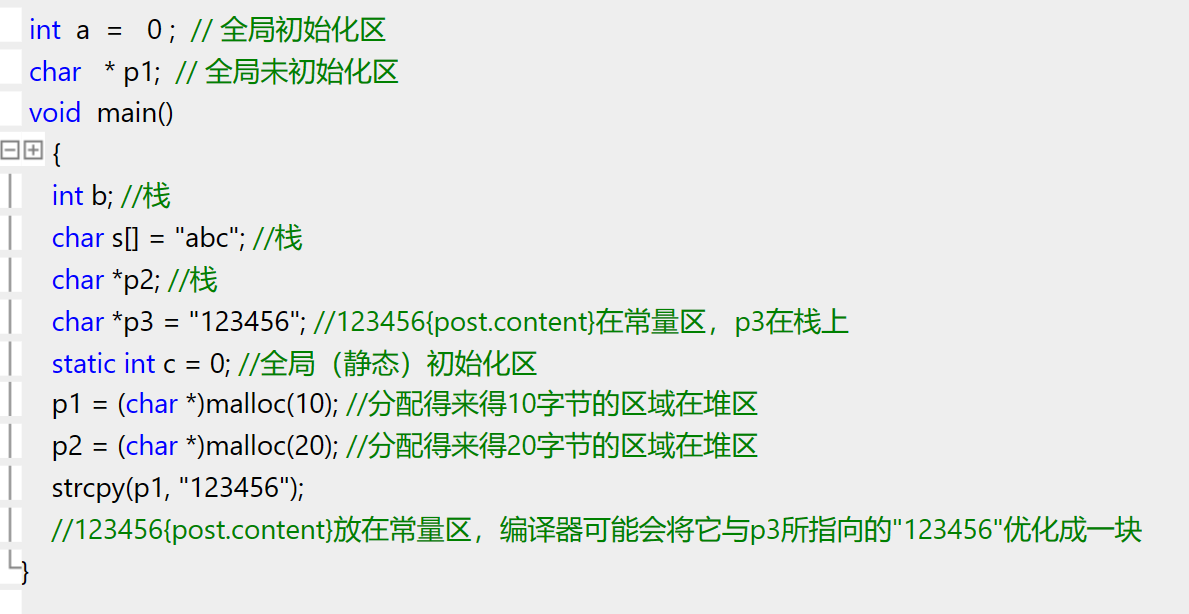 int a = 0 ; // 全局初始化区
char * p1; // 全局未初始化区
void main()
{
int b; //栈
char s[] = "abc"; //栈
char *p2; //栈
char *p3 = "123456"; //123456{post.content}在常量区，p3在栈上
static int c = 0; //全局（静态）初始化区
p1 = (char *)malloc(10); //分配得来得10字节的区域在堆区
p2 = (char *)malloc(20); //分配得来得20字节的区域在堆区
strcpy(p1, "123456");
//123456{post.content}放在常量区，编译器可能会将它与p3所指向的"123456"优化成一块
}